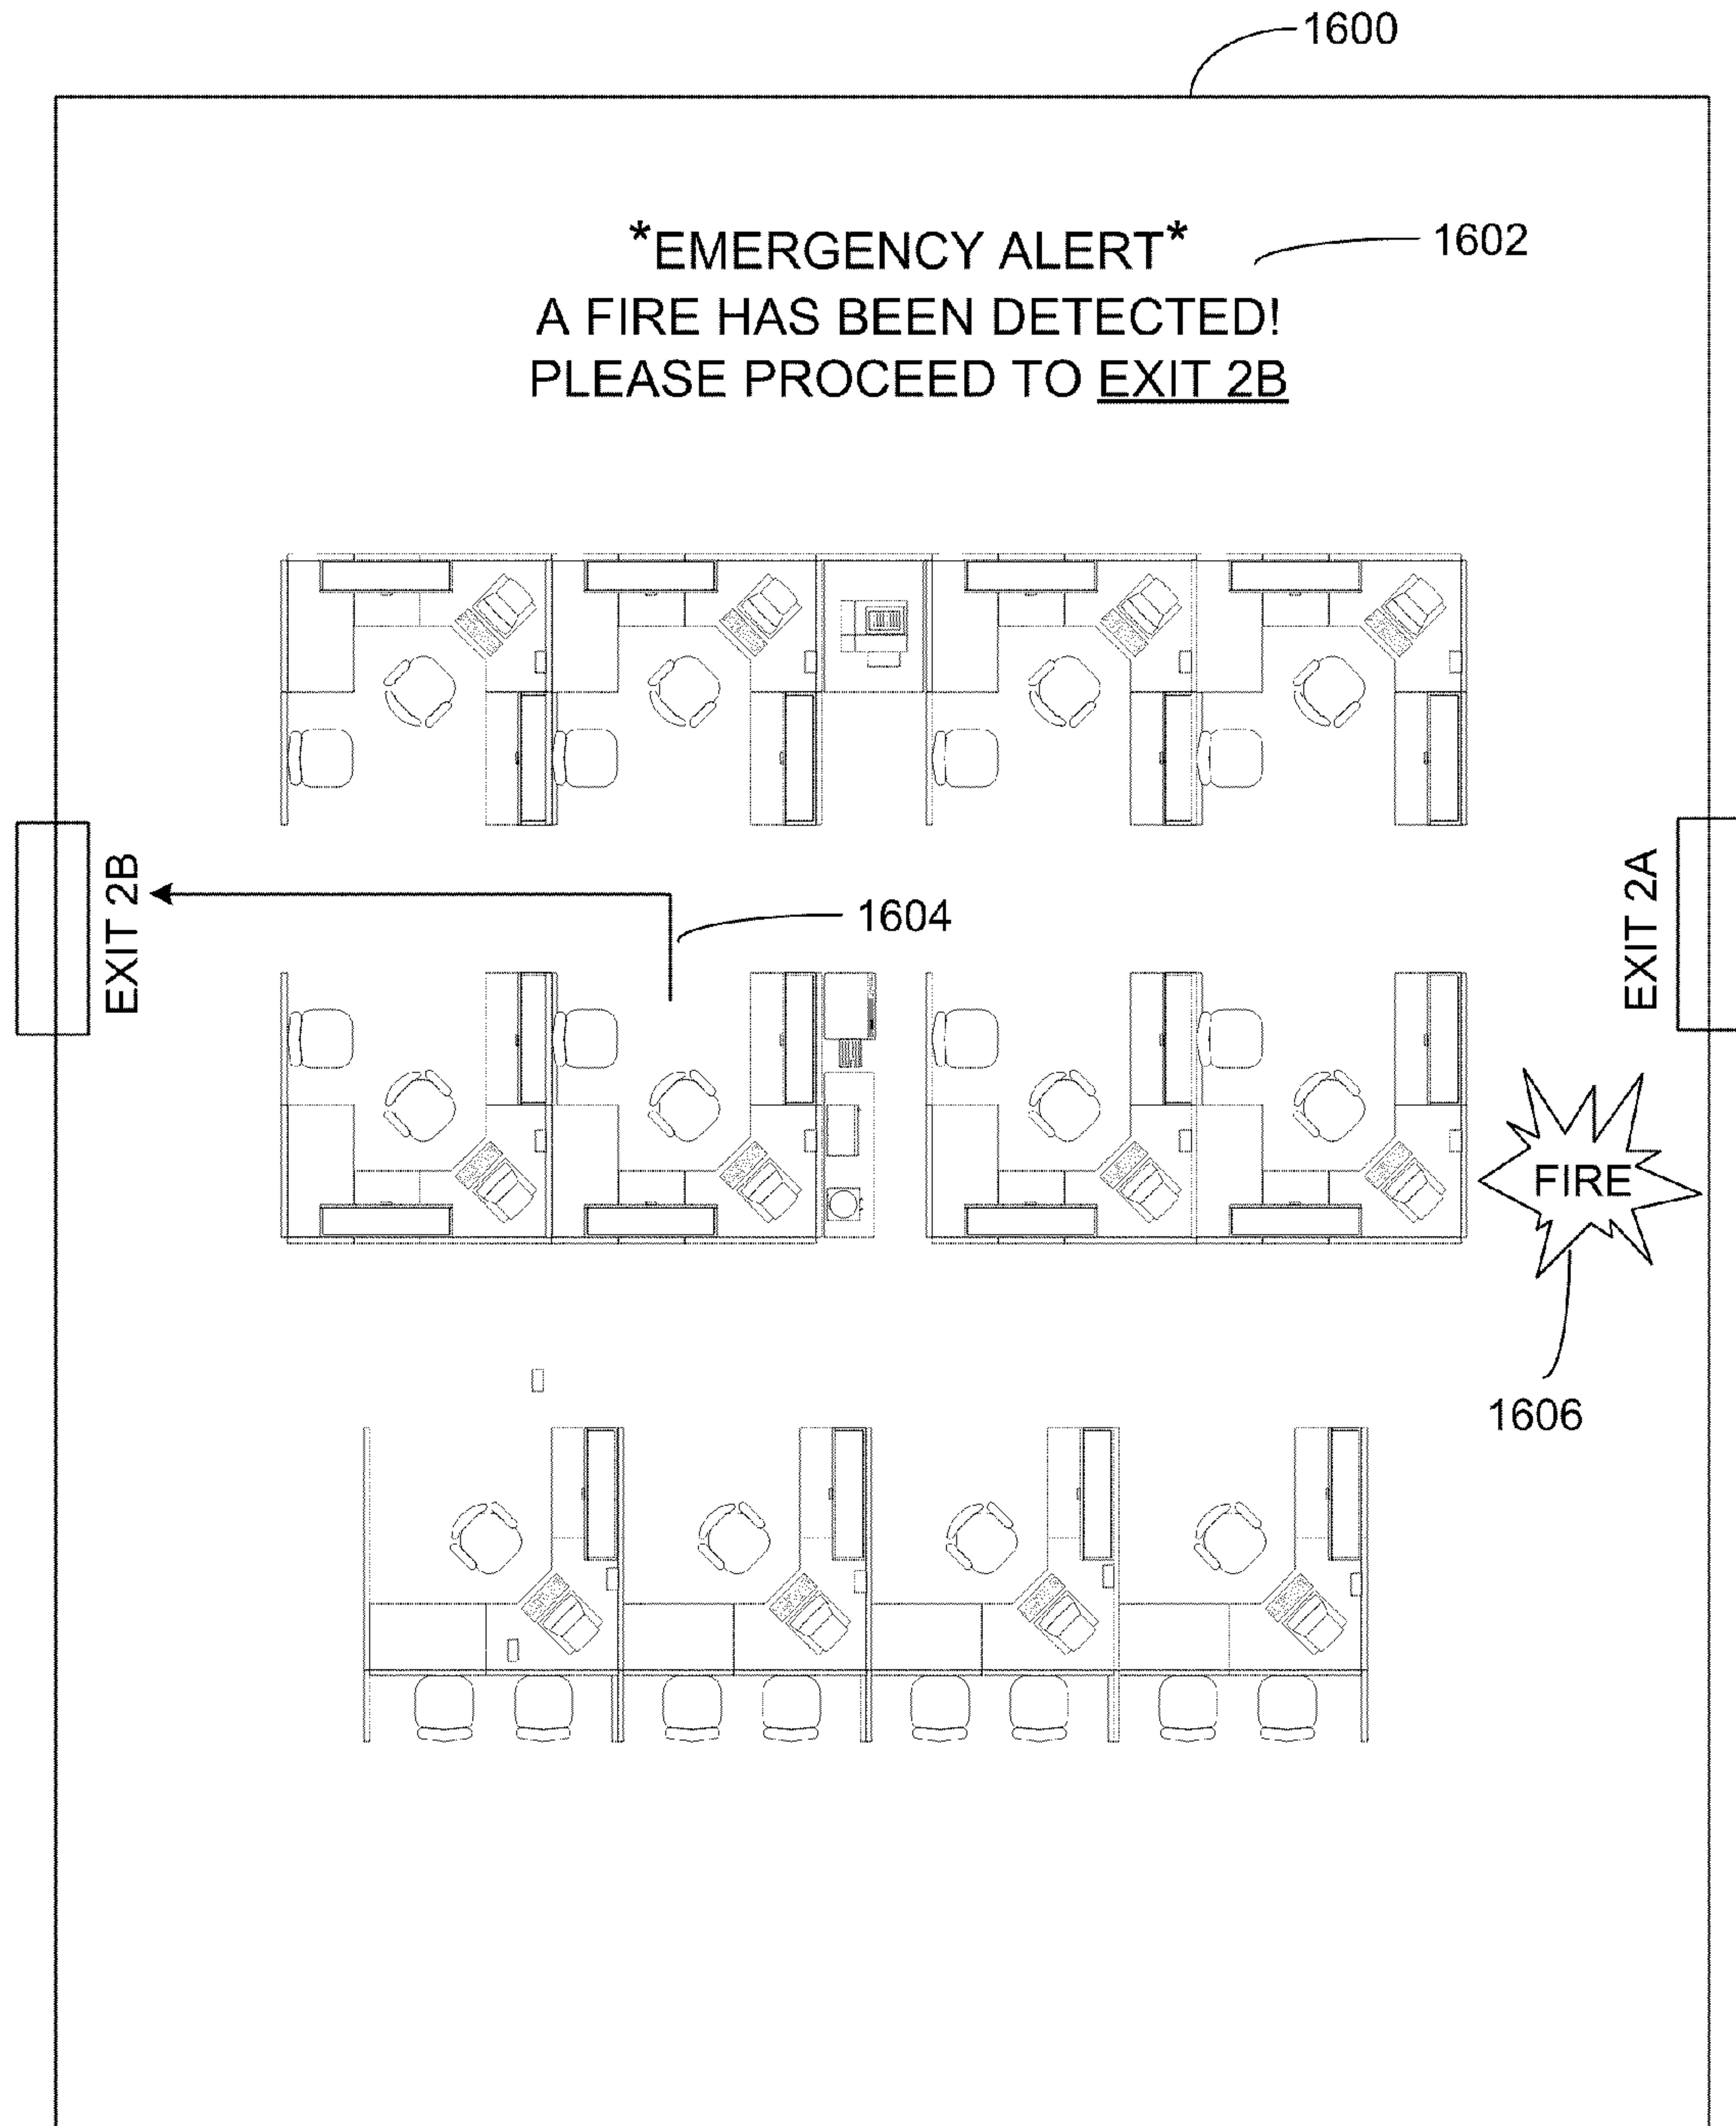 1600
*EMERGENCY ALERT*
1602
A FIRE HAS BEEN DETECTED!
PLEASE PROCEED TO EXIT 2B
EXIT 2B
EXIT 2A
1604
FIRE
1606